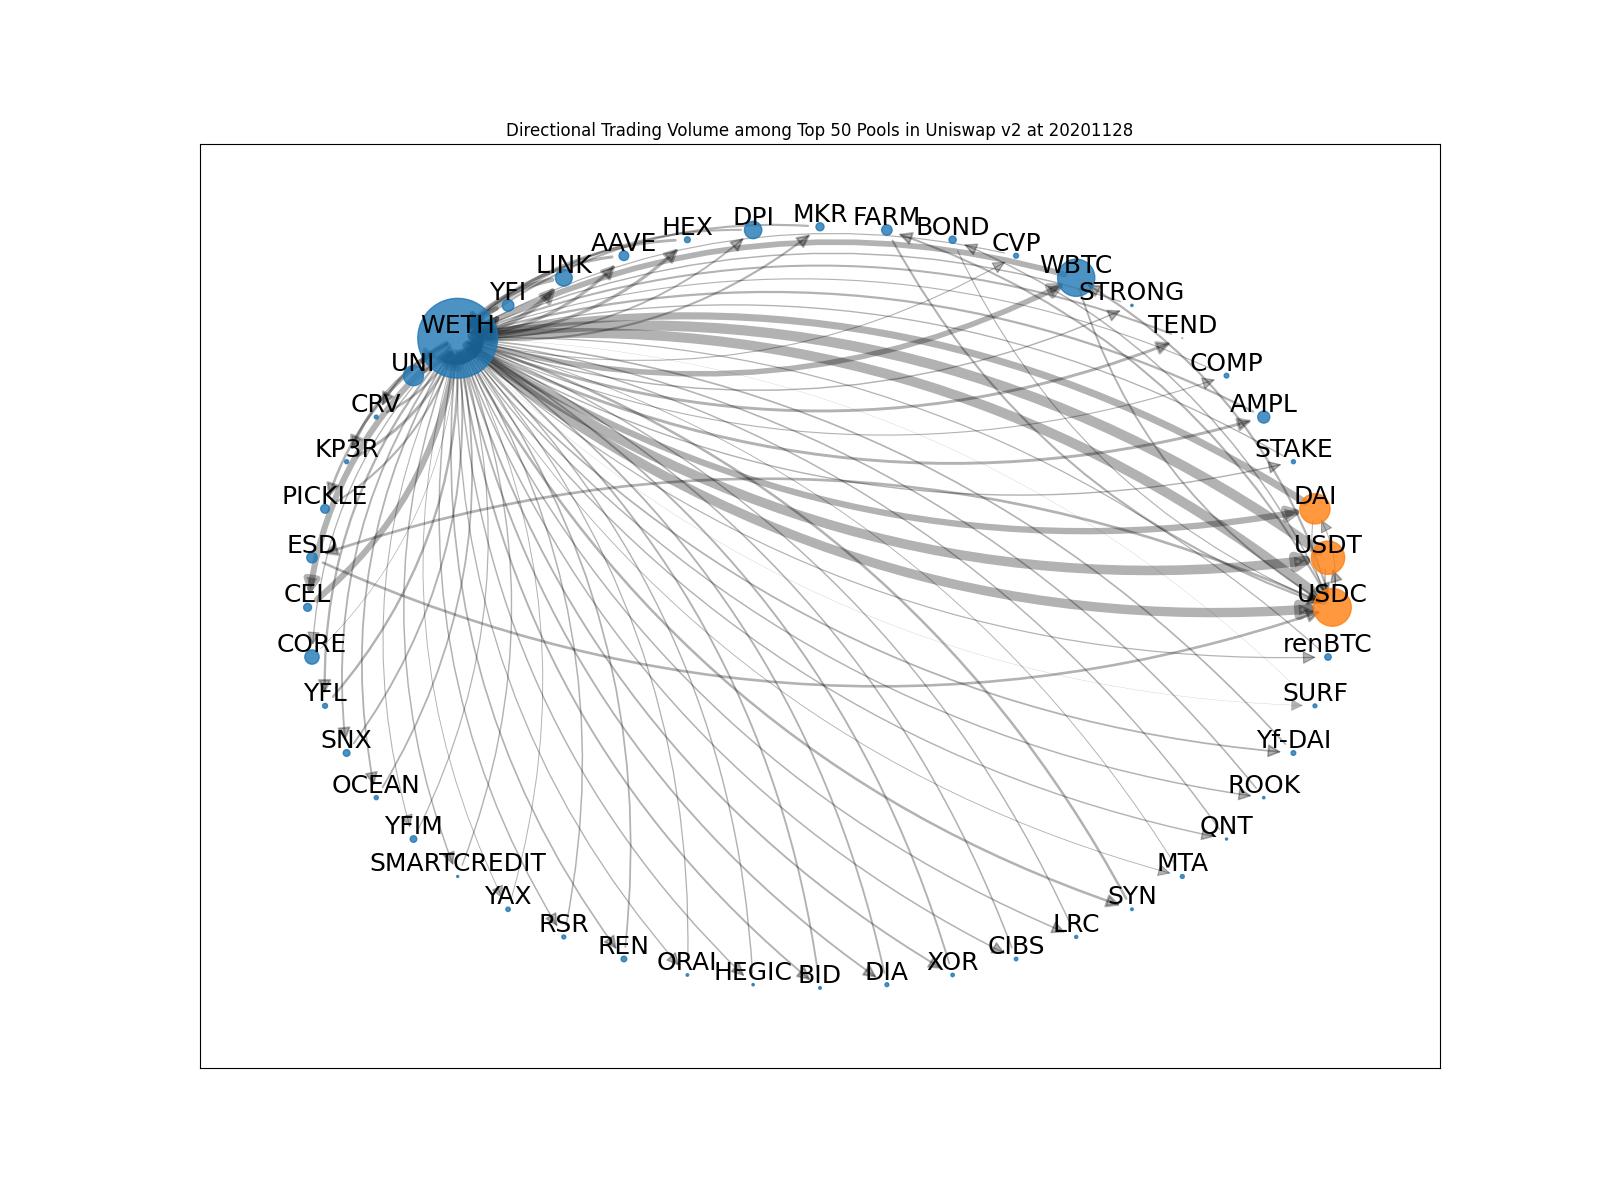 Directional Trading Volume among Top 50 Pools in Uniswap v2 at 20201128
DPI MKR FARM
HEX BOND
AAVE CVP
LINK WBTC
YFI STRONG
WETH TEND
UNI COMP
CRV AMPL
KP3R STAKE
PICKLE DAI
ESD USDT
CEL USDC
CORE renBTC
YFL SURF
SNX Yf-DAI
OCEAN ROOK
YFIM QNT
SMARTCREDIT MTA
YAX SYN
RSR LRC
REN CIBS
ORAI XOR
HEGIC BID DIA